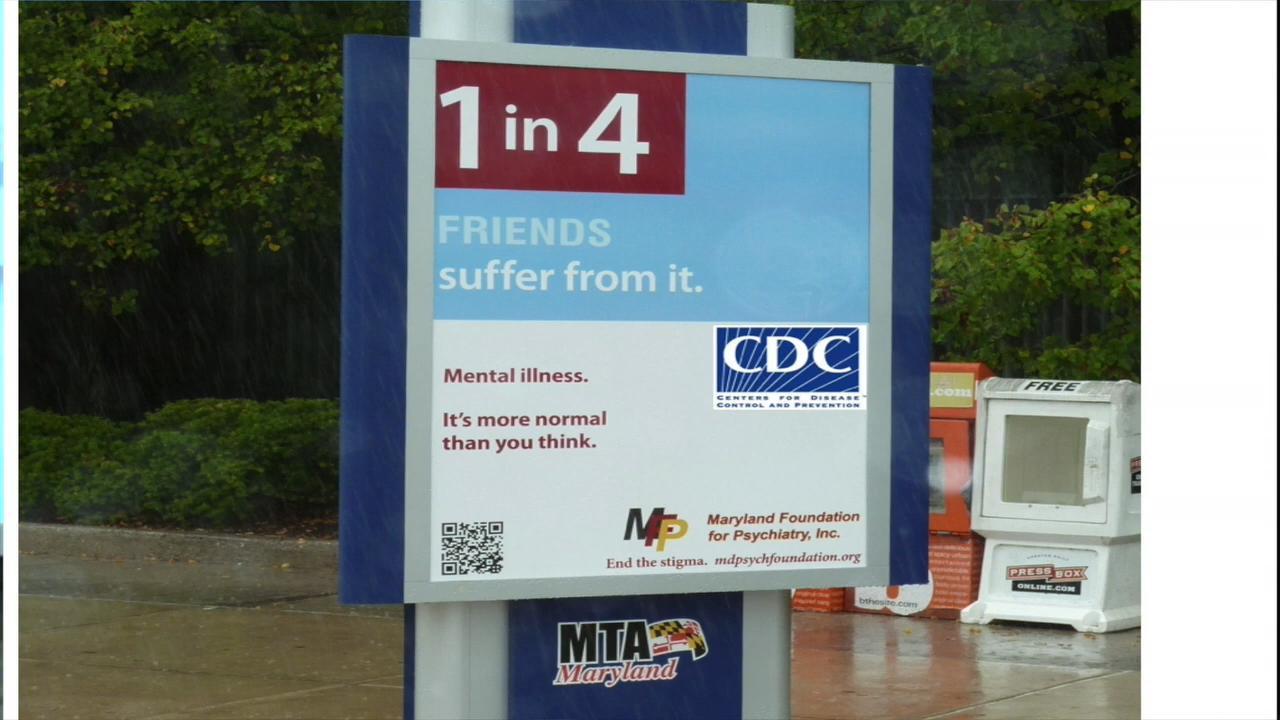 1 in 4
FRIENDS
suffer from it.
CDC
CENTERS FOR DISEASE
CONTROL AND PREVENTION
Mental illness.
It's more normal
than you think.
MFP
Maryland Foundation
for Psychiatry, Inc.
End the stigma. mdpsychfoundation.org
MTA
Maryland
.com
FREE
PRESS BOX
ONLINE.COM
bthesite.com